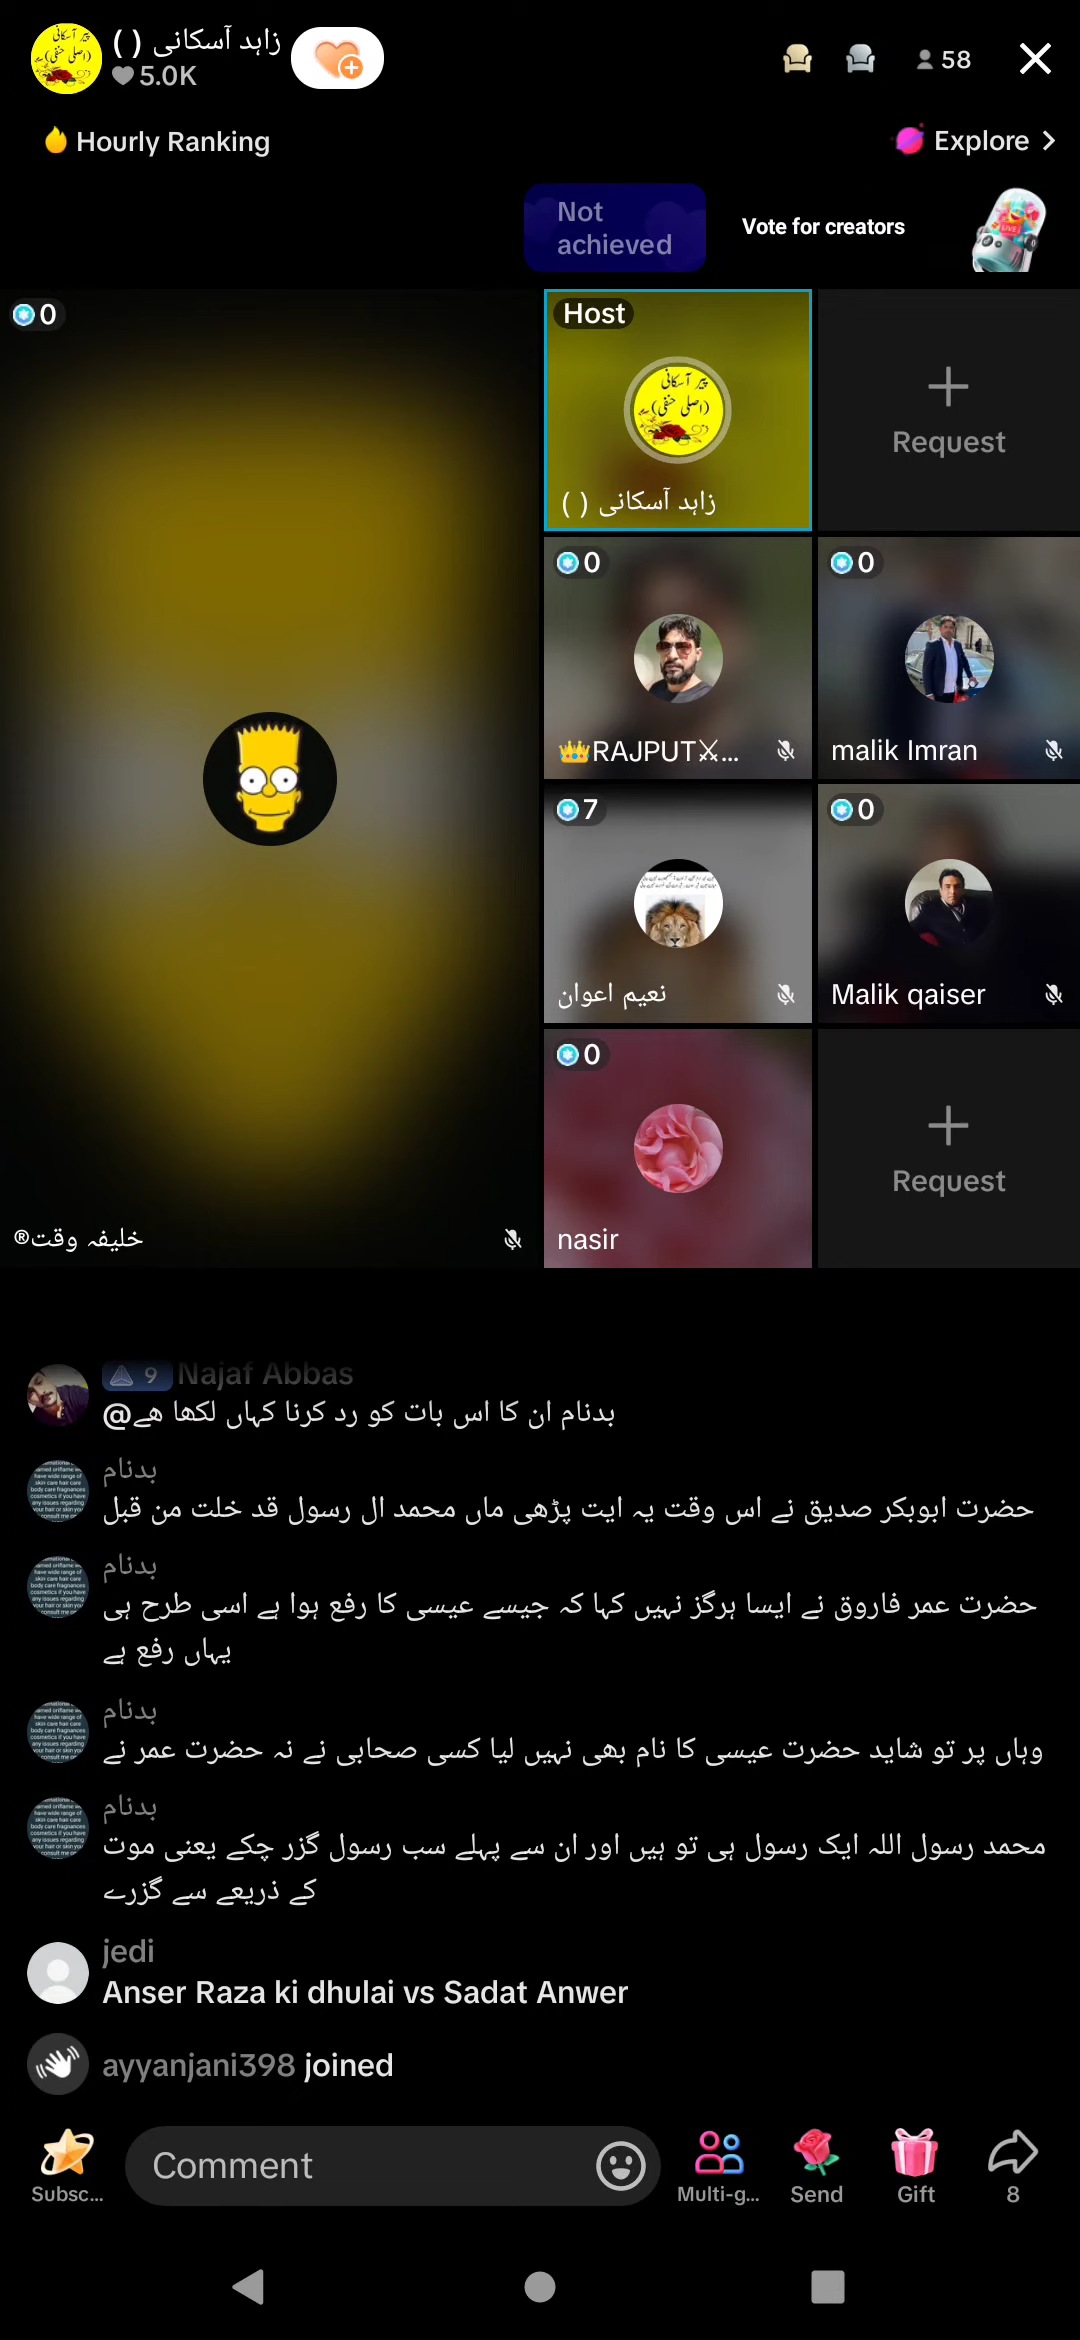 زاہد آسکانی ( )
5.0K
58
Hourly Ranking
Explore
Not
achieved
Vote for creators
0
Host
پیر آسکانی
(اصلی حنفی)
زاہد آسکانی ( )
Request
0
RAJPUT⚔...
0
malik Imran
7
نعیم اعوان
0
Malik qaiser
0
nasir
Request
خلیفہ وقت®
9 Najaf Abbas
@بدنام ان کا اس بات کو رد کرنا کہاں لکھا ھے
بدنام
حضرت ابوبکر صدیق نے اس وقت یہ ایت پڑھی ماں محمد ال رسول قد خلت من قبل
بدنام
حضرت عمر فاروق نے ایسا ہرگز نہیں کہا کہ جیسے عیسی کا رفع ہوا ہے اسی طرح ہی
یہاں رفع ہے
بدنام
وہاں پر تو شاید حضرت عیسی کا نام بھی نہیں لیا کسی صحابی نے نہ حضرت عمر نے
بدنام
محمد رسول اللہ ایک رسول ہی تو ہیں اور ان سے پہلے سب رسول گزر چکے یعنی موت
کے ذریعے سے گزرے
jedi
Anser Raza ki dhulai vs Sadat Anwer
ayyanjani398 joined
Subsc...
Comment
Multi-g...
Send
Gift
8